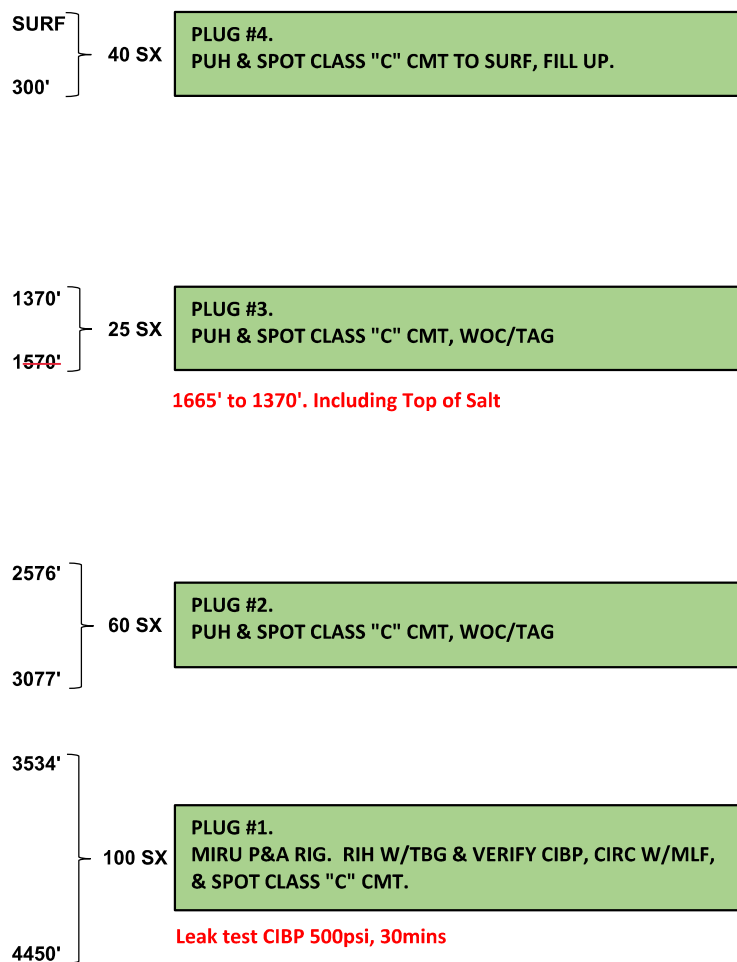 SURF
300'
40 SX
PLUG #4.
PUH & SPOT CLASS "C" CMT TO SURF, FILL UP.
1370'
1570'
25 SX
PLUG #3.
PUH & SPOT CLASS "C" CMT, WOC/TAG
1665' to 1370'. Including Top of Salt
2576'
3077'
60 SX
PLUG #2.
PUH & SPOT CLASS "C" CMT, WOC/TAG
3534'
4450'
100 SX
PLUG #1.
MIRU P&A RIG. RIH W/TBG & VERIFY CIBP, CIRC W/MLF,
& SPOT CLASS "C" CMT.
Leak test CIBP 500psi, 30mins